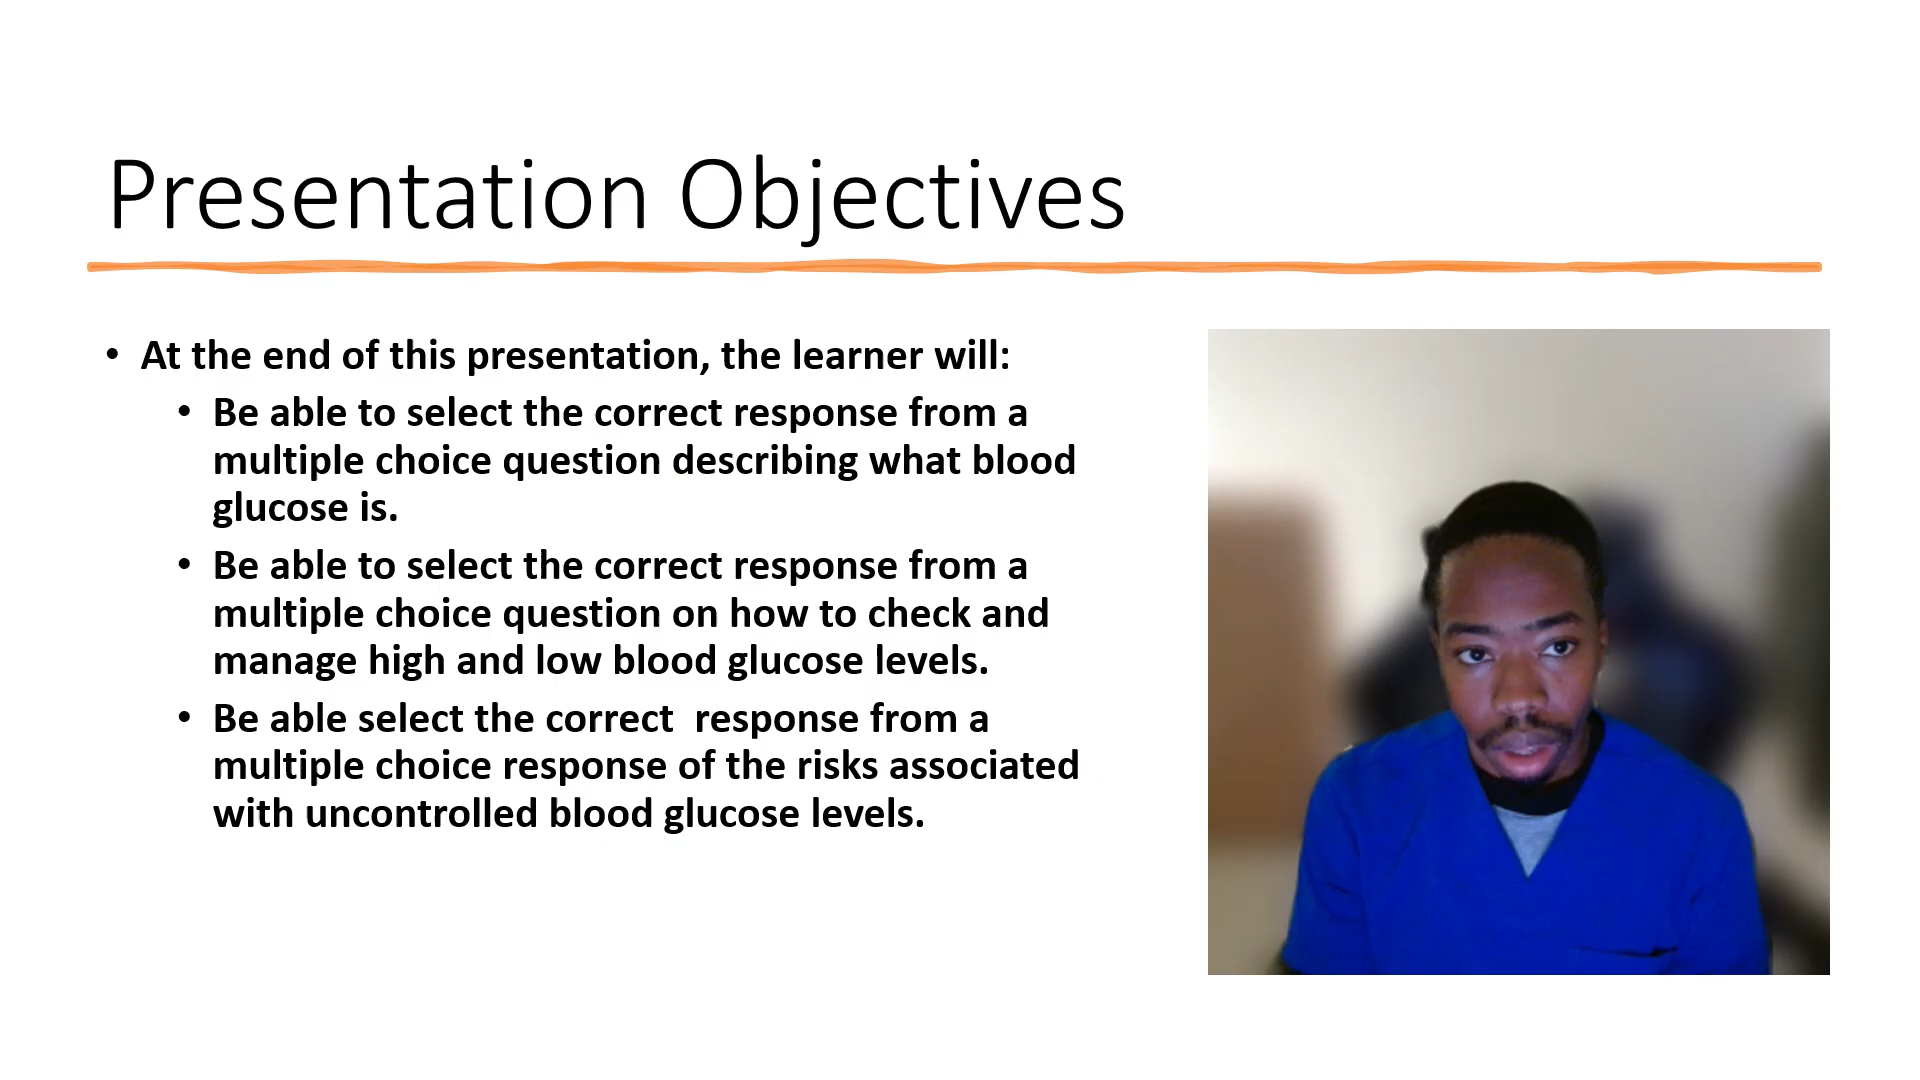 Presentation Objectives
• At the end of this presentation, the learner will:
• Be able to select the correct response from a
multiple choice question describing what blood
glucose is.
• Be able to select the correct response from a
multiple choice question on how to check and
manage high and low blood glucose levels.
• Be able select the correct  response from a
multiple choice response of the risks associated
with uncontrolled blood glucose levels.